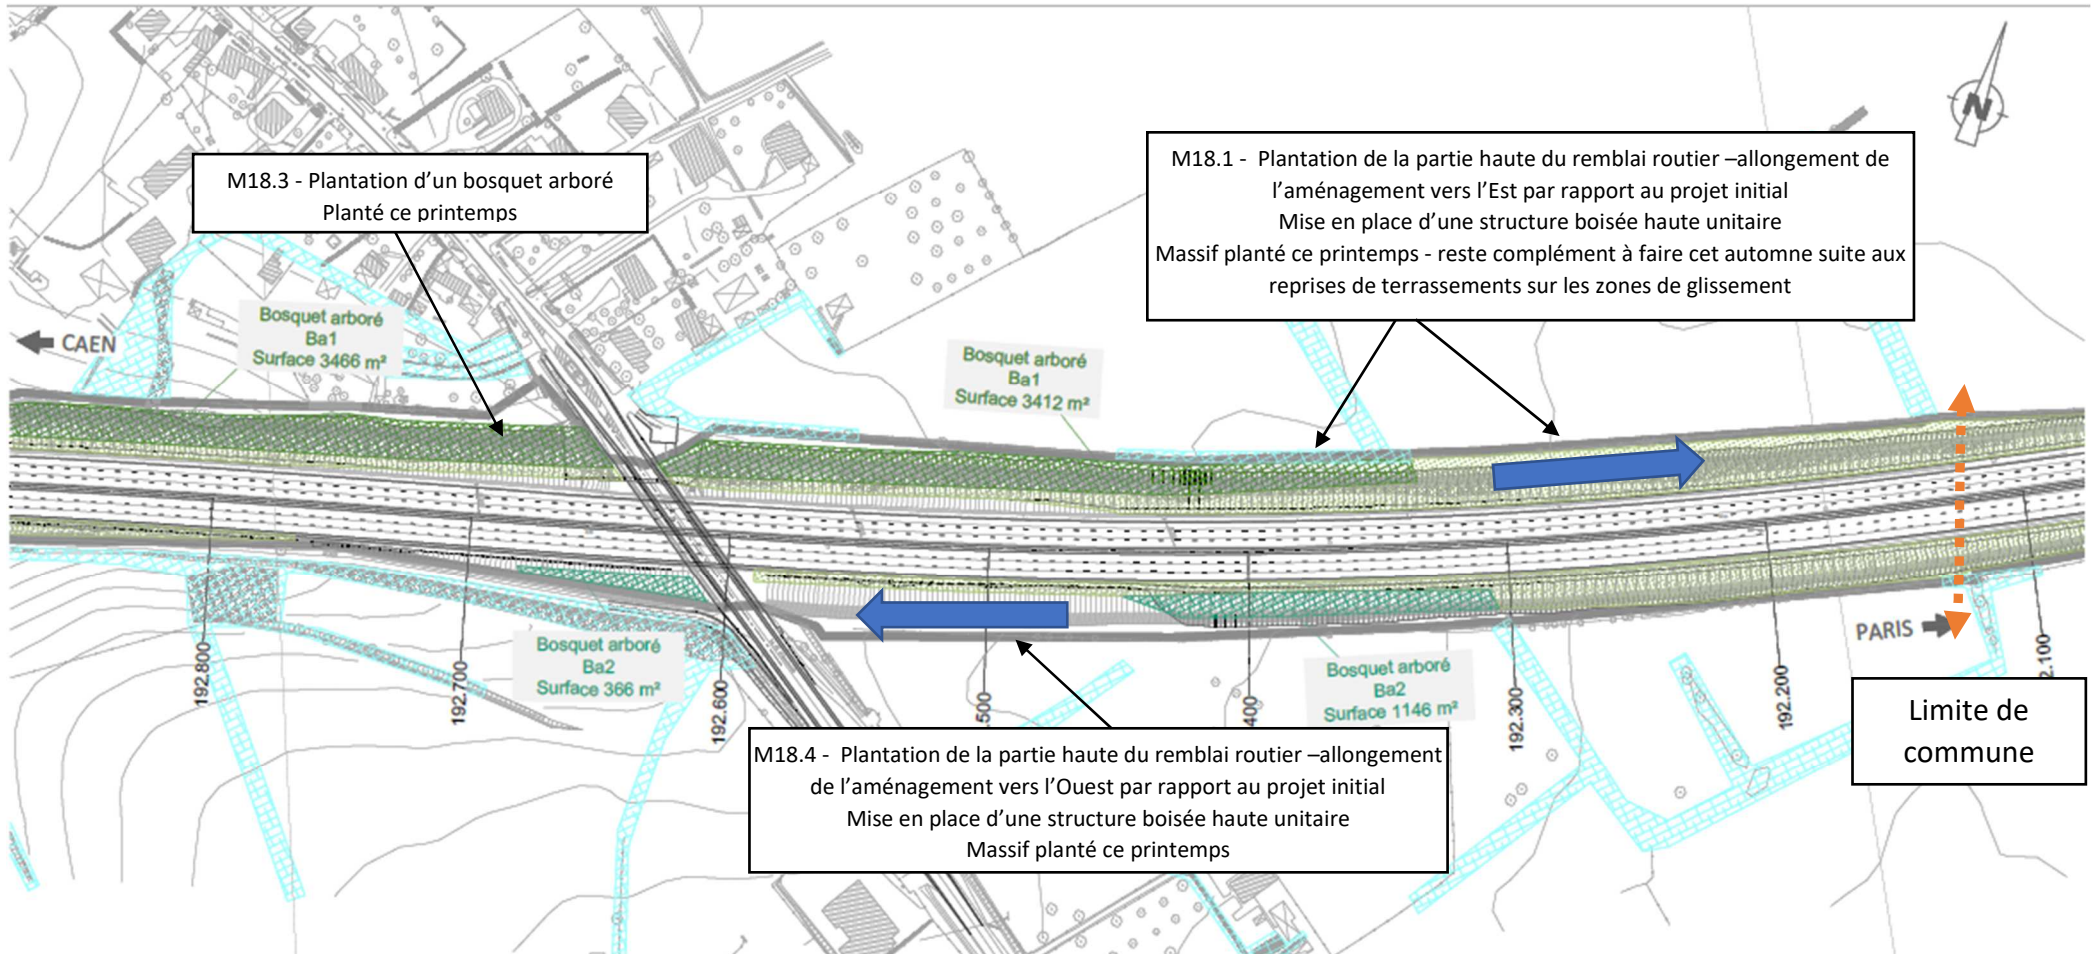 N
M18.3 - Plantation d’un bosquet arboré
Planté ce printemps
M18.1 - Plantation de la partie haute du remblai routier –allongement de
l’aménagement vers l’Est par rapport au projet initial
Mise en place d’une structure boisée haute unitaire
Massif planté ce printemps - reste complément à faire cet automne suite aux
reprises de terrassements sur les zones de glissement
CAEN
Bosquet arboré
Ba1
Surface 3466 m²
Bosquet arboré
Ba1
Surface 3412 m²
PARIS
Bosquet arboré
Ba2
Surface 366 m²
Bosquet arboré
Ba2
Surface 1146 m²
192.800
192.700
192.600
.500
.400
192.300
192.200
2.100
Limite de
commune
M18.4 - Plantation de la partie haute du remblai routier –allongement
de l’aménagement vers l’Ouest par rapport au projet initial
Mise en place d’une structure boisée haute unitaire
Massif planté ce printemps